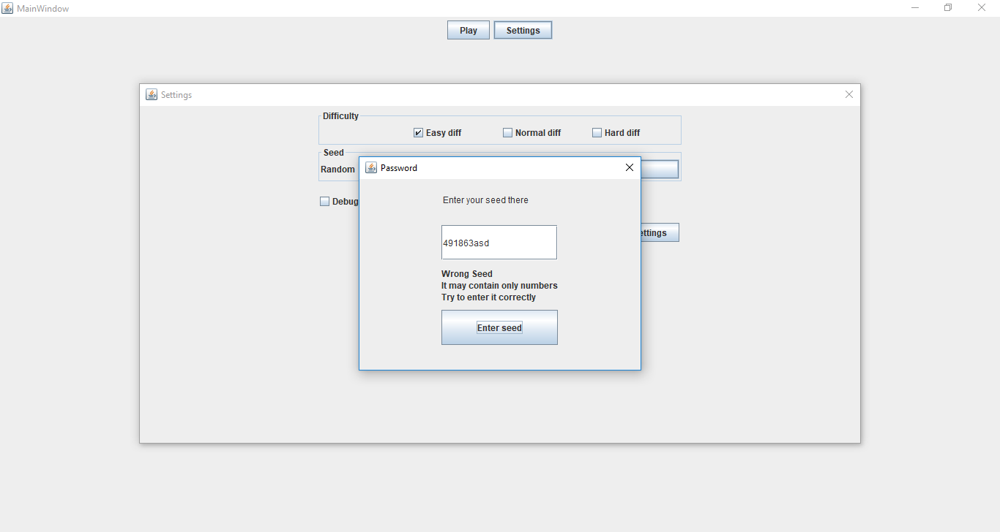 MainWindow
Play Settings
Settings
Difficulty
Easy diff Normal diff Hard diff
Seed
Random
Password
Enter your seed there
Debug
491863asd
ettings
Wrong Seed
It may contain only numbers
Try to enter it correctly
Enter seed